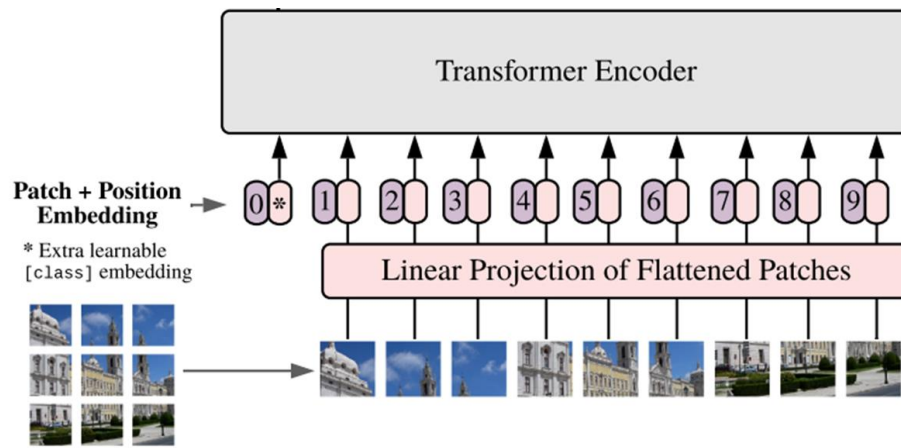 Transformer Encoder
Patch + Position
Embedding
0 * 1 2 3 4 5 6 7 8 9
* Extra learnable
[class] embedding
Linear Projection of Flattened Patches